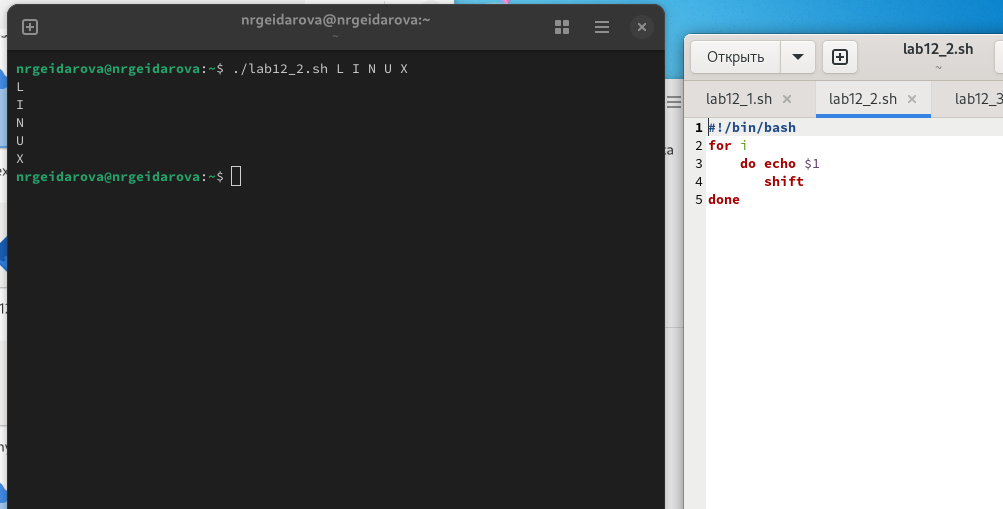 nrgeidarova@nrgeidarova:~
~
nrgeidarova@nrgeidarova:~$ ./lab12_2.sh L I N U X
L
I
N
U
X
nrgeidarova@nrgeidarova:~$
Открыть
lab12_2.sh
~
lab12_1.sh
lab12_2.sh
lab12_3
1 #!/bin/bash
2 for i
3     do echo $1
4        shift
5 done